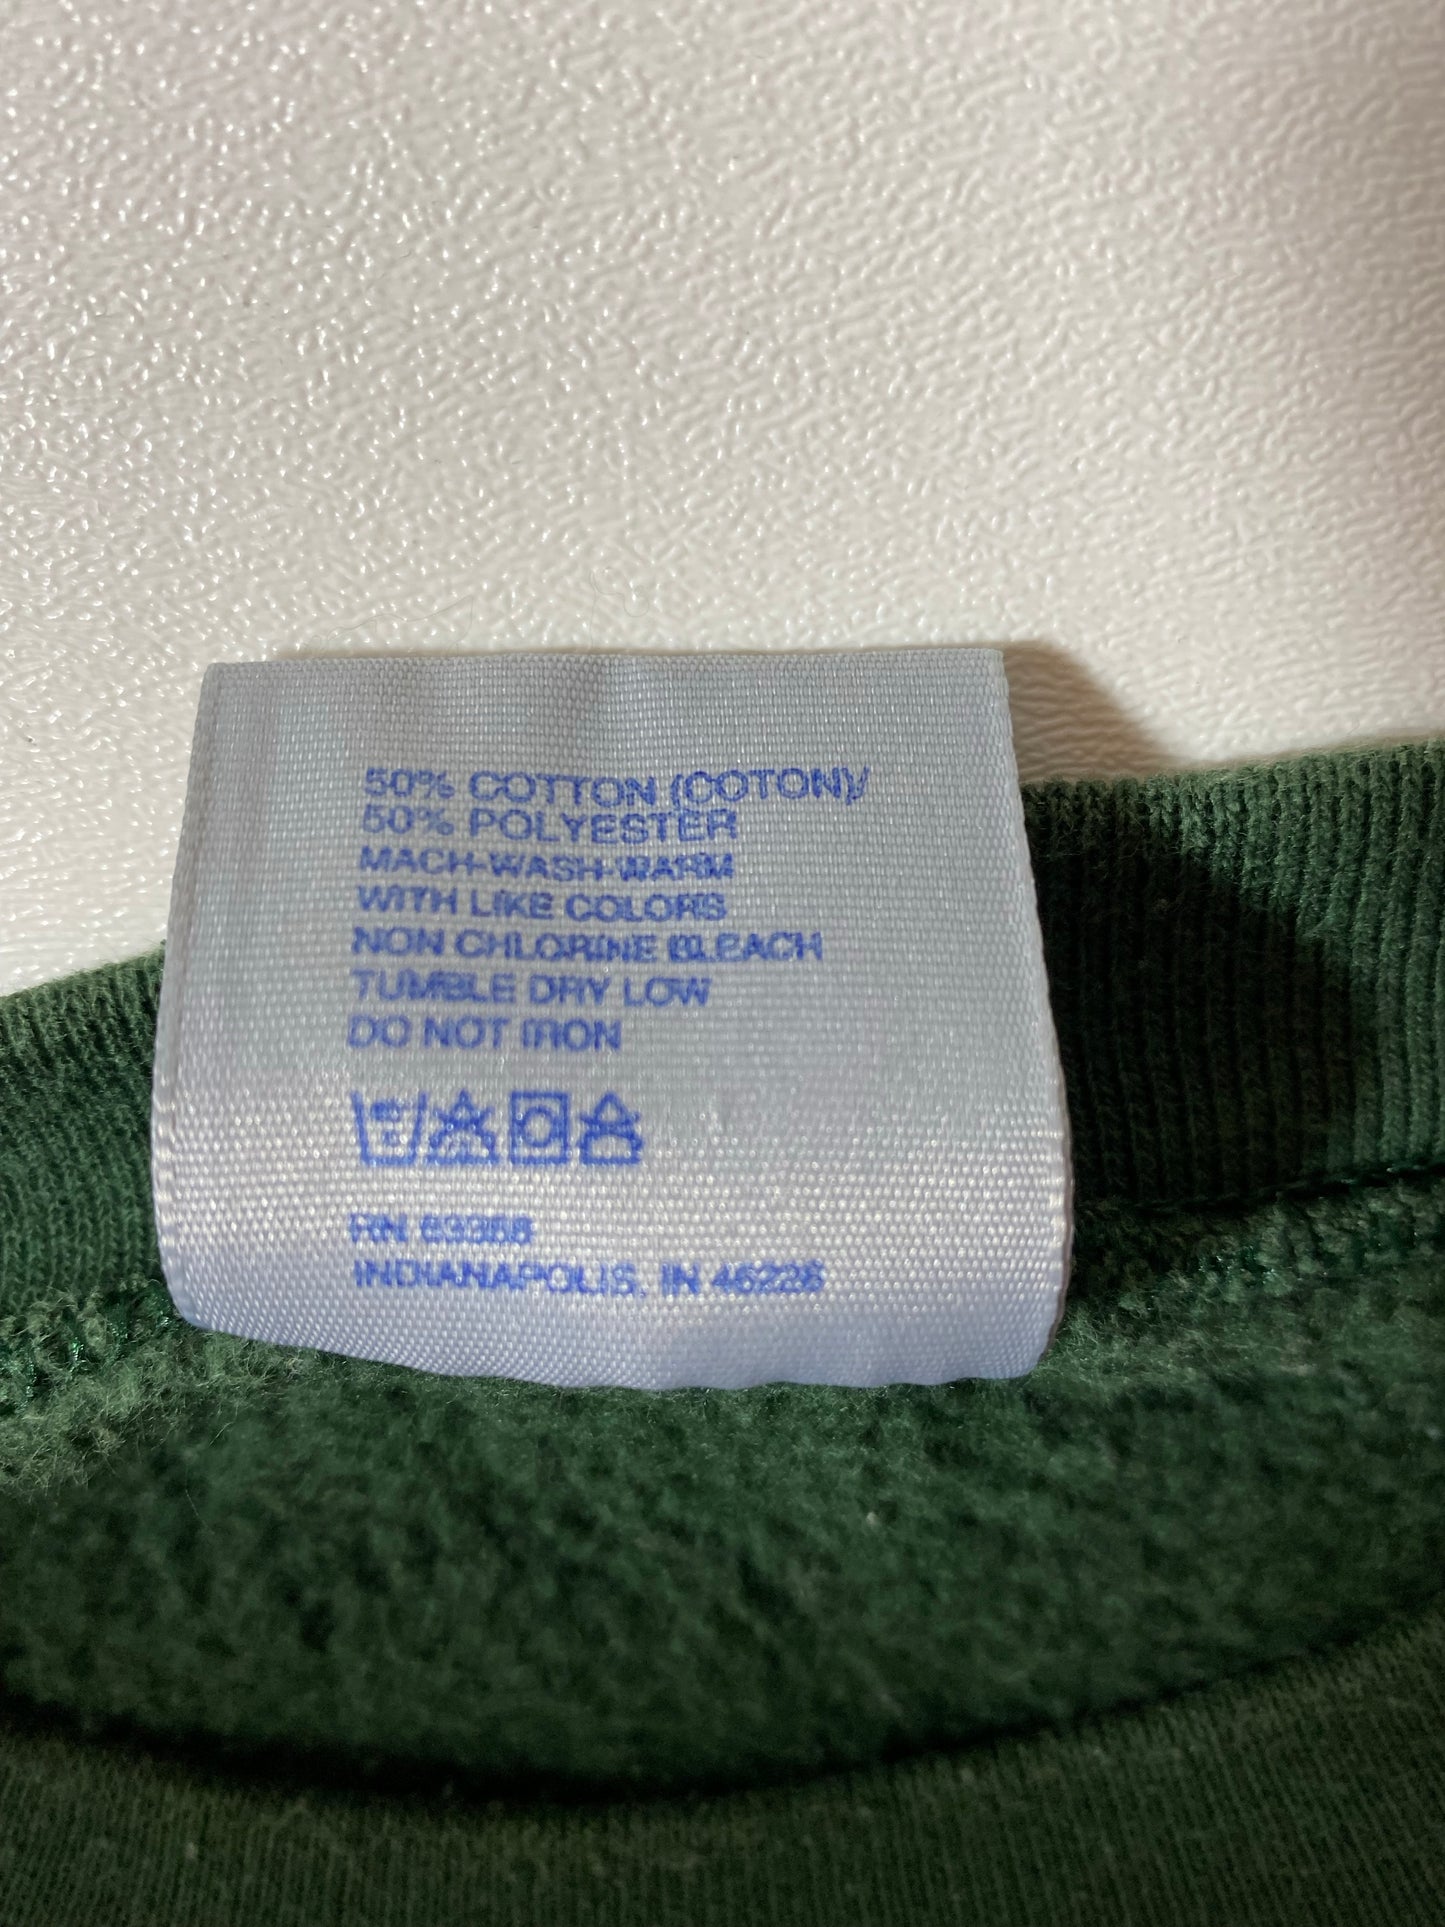 50% COTTON (COTON)/
50% POLYESTER
MACH-WASH-WARM
WITH LIKE COLORS
NON CHLORINE BLEACH
TUMBLE DRY LOW
DO NOT IRON
RN
INDIANAPOLIS, IN 46226